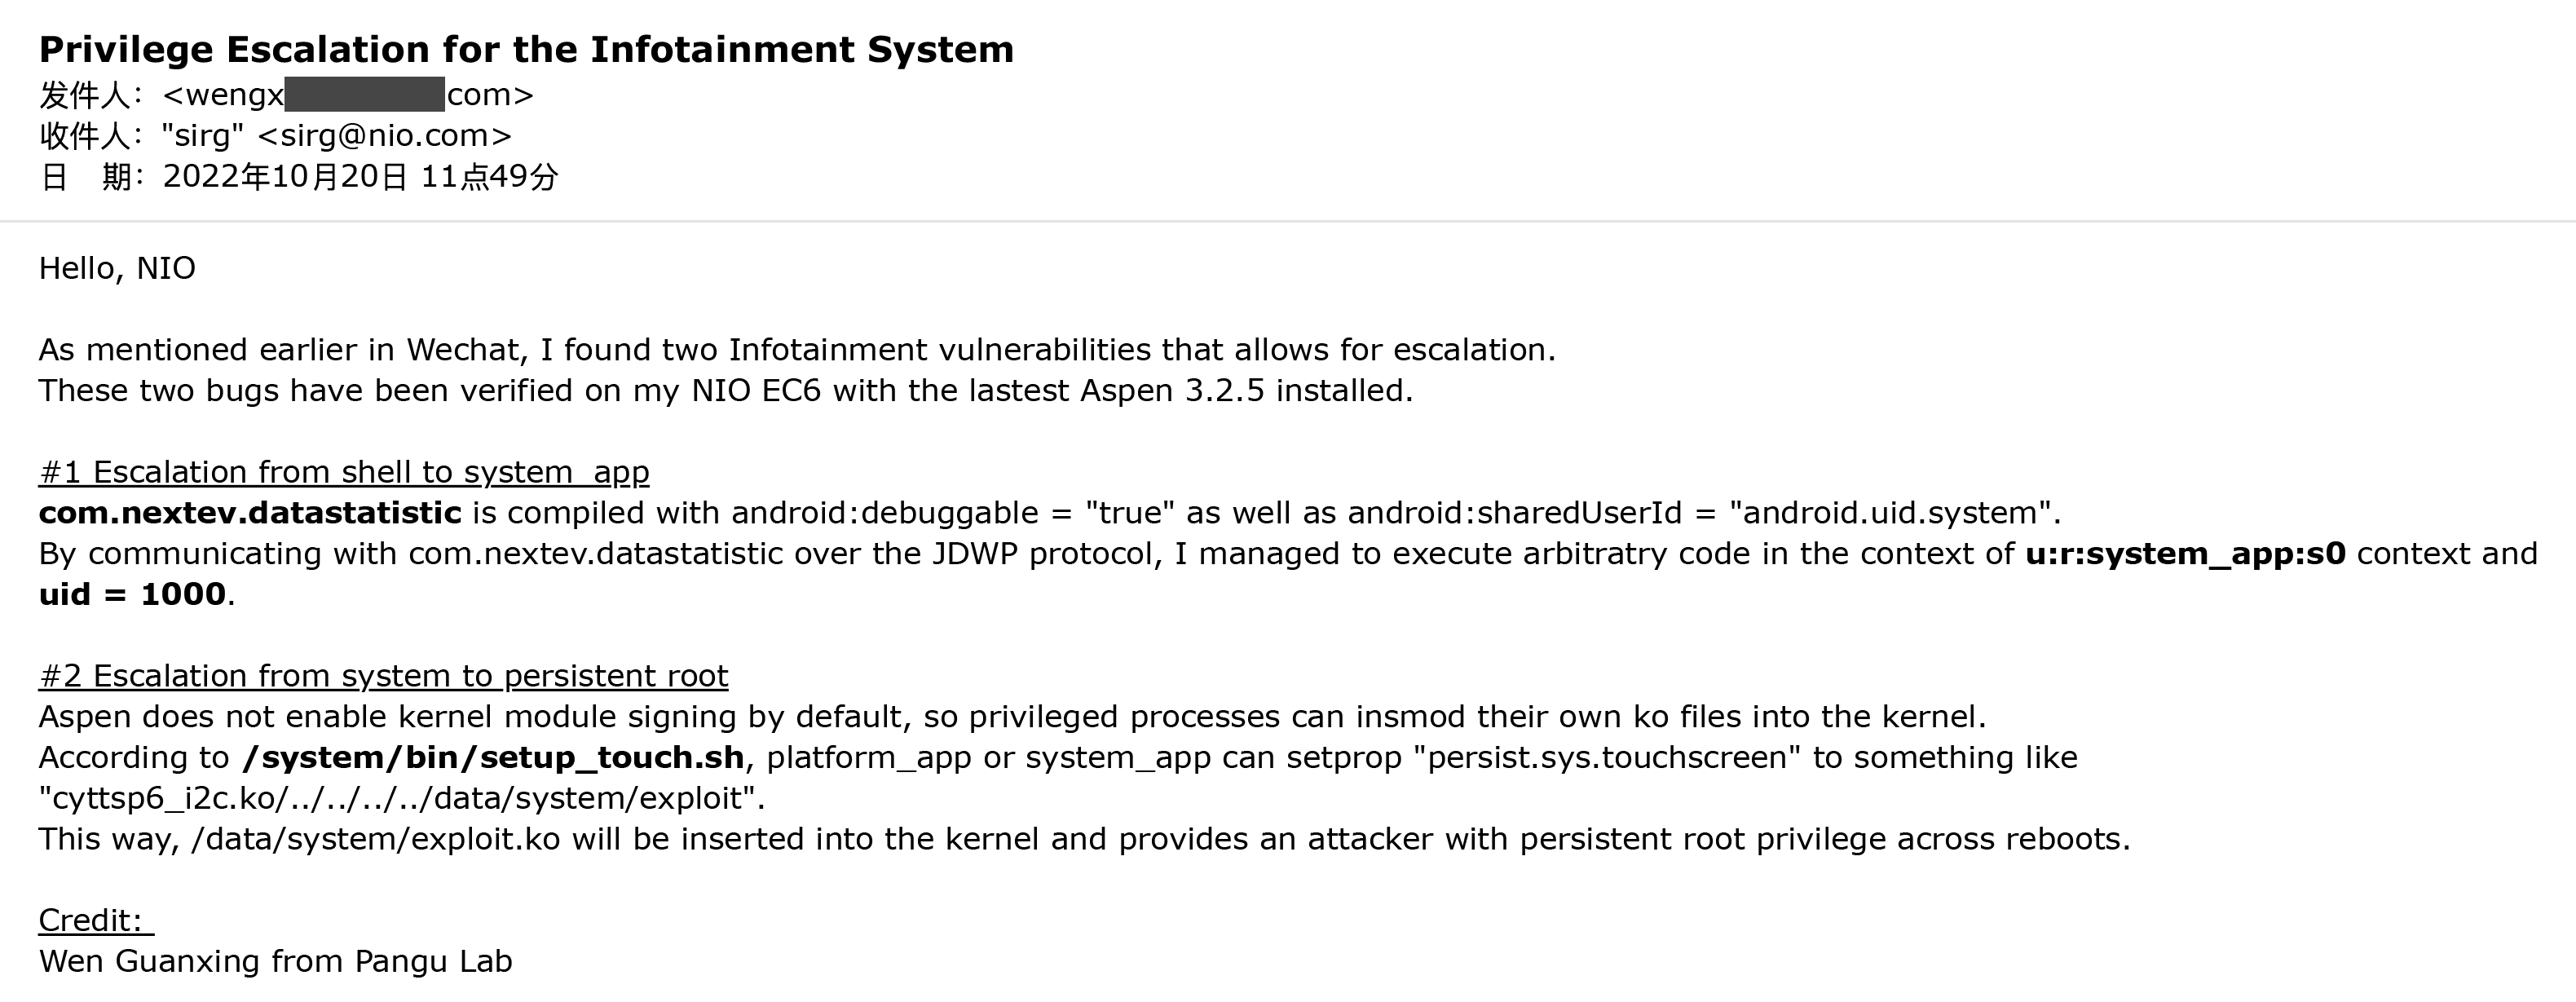 Privilege Escalation for the Infotainment System
发件人：<wengx com>
收件人："sirg" <sirg@nio.com>
日 期：2022年10月20日 11点49分
Hello, NIO
As mentioned earlier in Wechat, I found two Infotainment vulnerabilities that allows for escalation.
These two bugs have been verified on my NIO EC6 with the lastest Aspen 3.2.5 installed.
#1 Escalation from shell to system_app
com.nextev.datastatistic is compiled with android:debuggable = "true" as well as android:sharedUserId = "android.uid.system".
By communicating with com.nextev.datastatistic over the JDWP protocol, I managed to execute arbitratry code in the context of u:r:system_app:s0 context and
uid = 1000.
#2 Escalation from system to persistent root
Aspen does not enable kernel module signing by default, so privileged processes can insmod their own ko files into the kernel.
According to /system/bin/setup_touch.sh, platform_app or system_app can setprop "persist.sys.touchscreen" to something like
"cyttsp6_i2c.ko/../../../../data/system/exploit".
This way, /data/system/exploit.ko will be inserted into the kernel and provides an attacker with persistent root privilege across reboots.
Credit:
Wen Guanxing from Pangu Lab